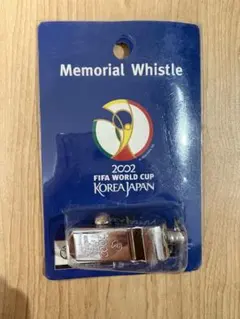 Memorial Whistle
2002
FIFA WORLD CUP
KOREA JAPAN